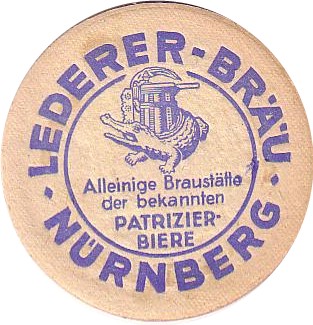 LEDERER-BRÄU
Alleinige Braustätte
der bekannten
PATRIZIER-
BIERE
NÜRNBERG